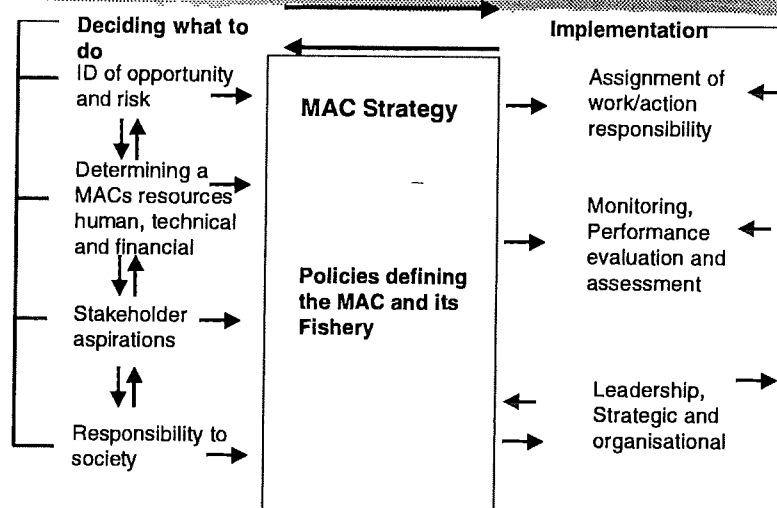 Deciding what to
do
ID of opportunity
and risk
Determining a
MACs resources
human, technical
and financial
Stakeholder
aspirations
Responsibility to
society
MAC Strategy
Policies defining
the MAC and its
Fishery
Implementation
Assignment of
work/action
responsibility
Monitoring,
Performance
evaluation and
assessment
Leadership,
Strategic and
organisational